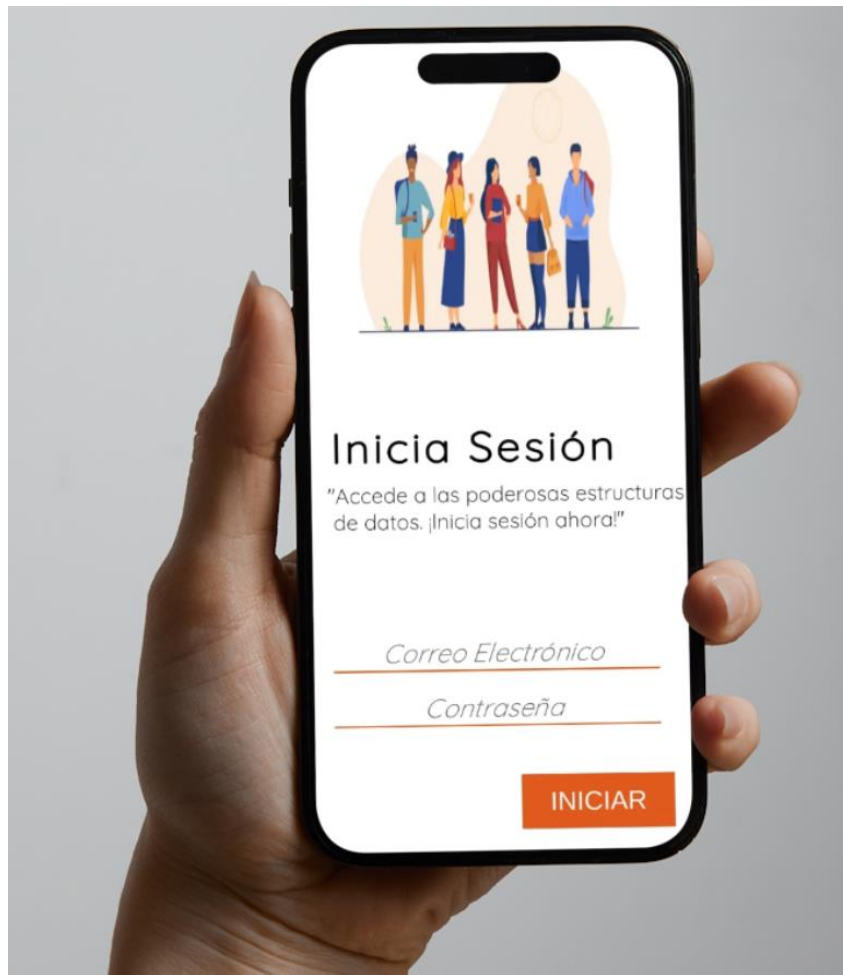 Inicia Sesión
"Accede a las poderosas estructuras
de datos. ¡Inicia sesión ahora!"
Correo Electrónico
Contraseña
INICIAR